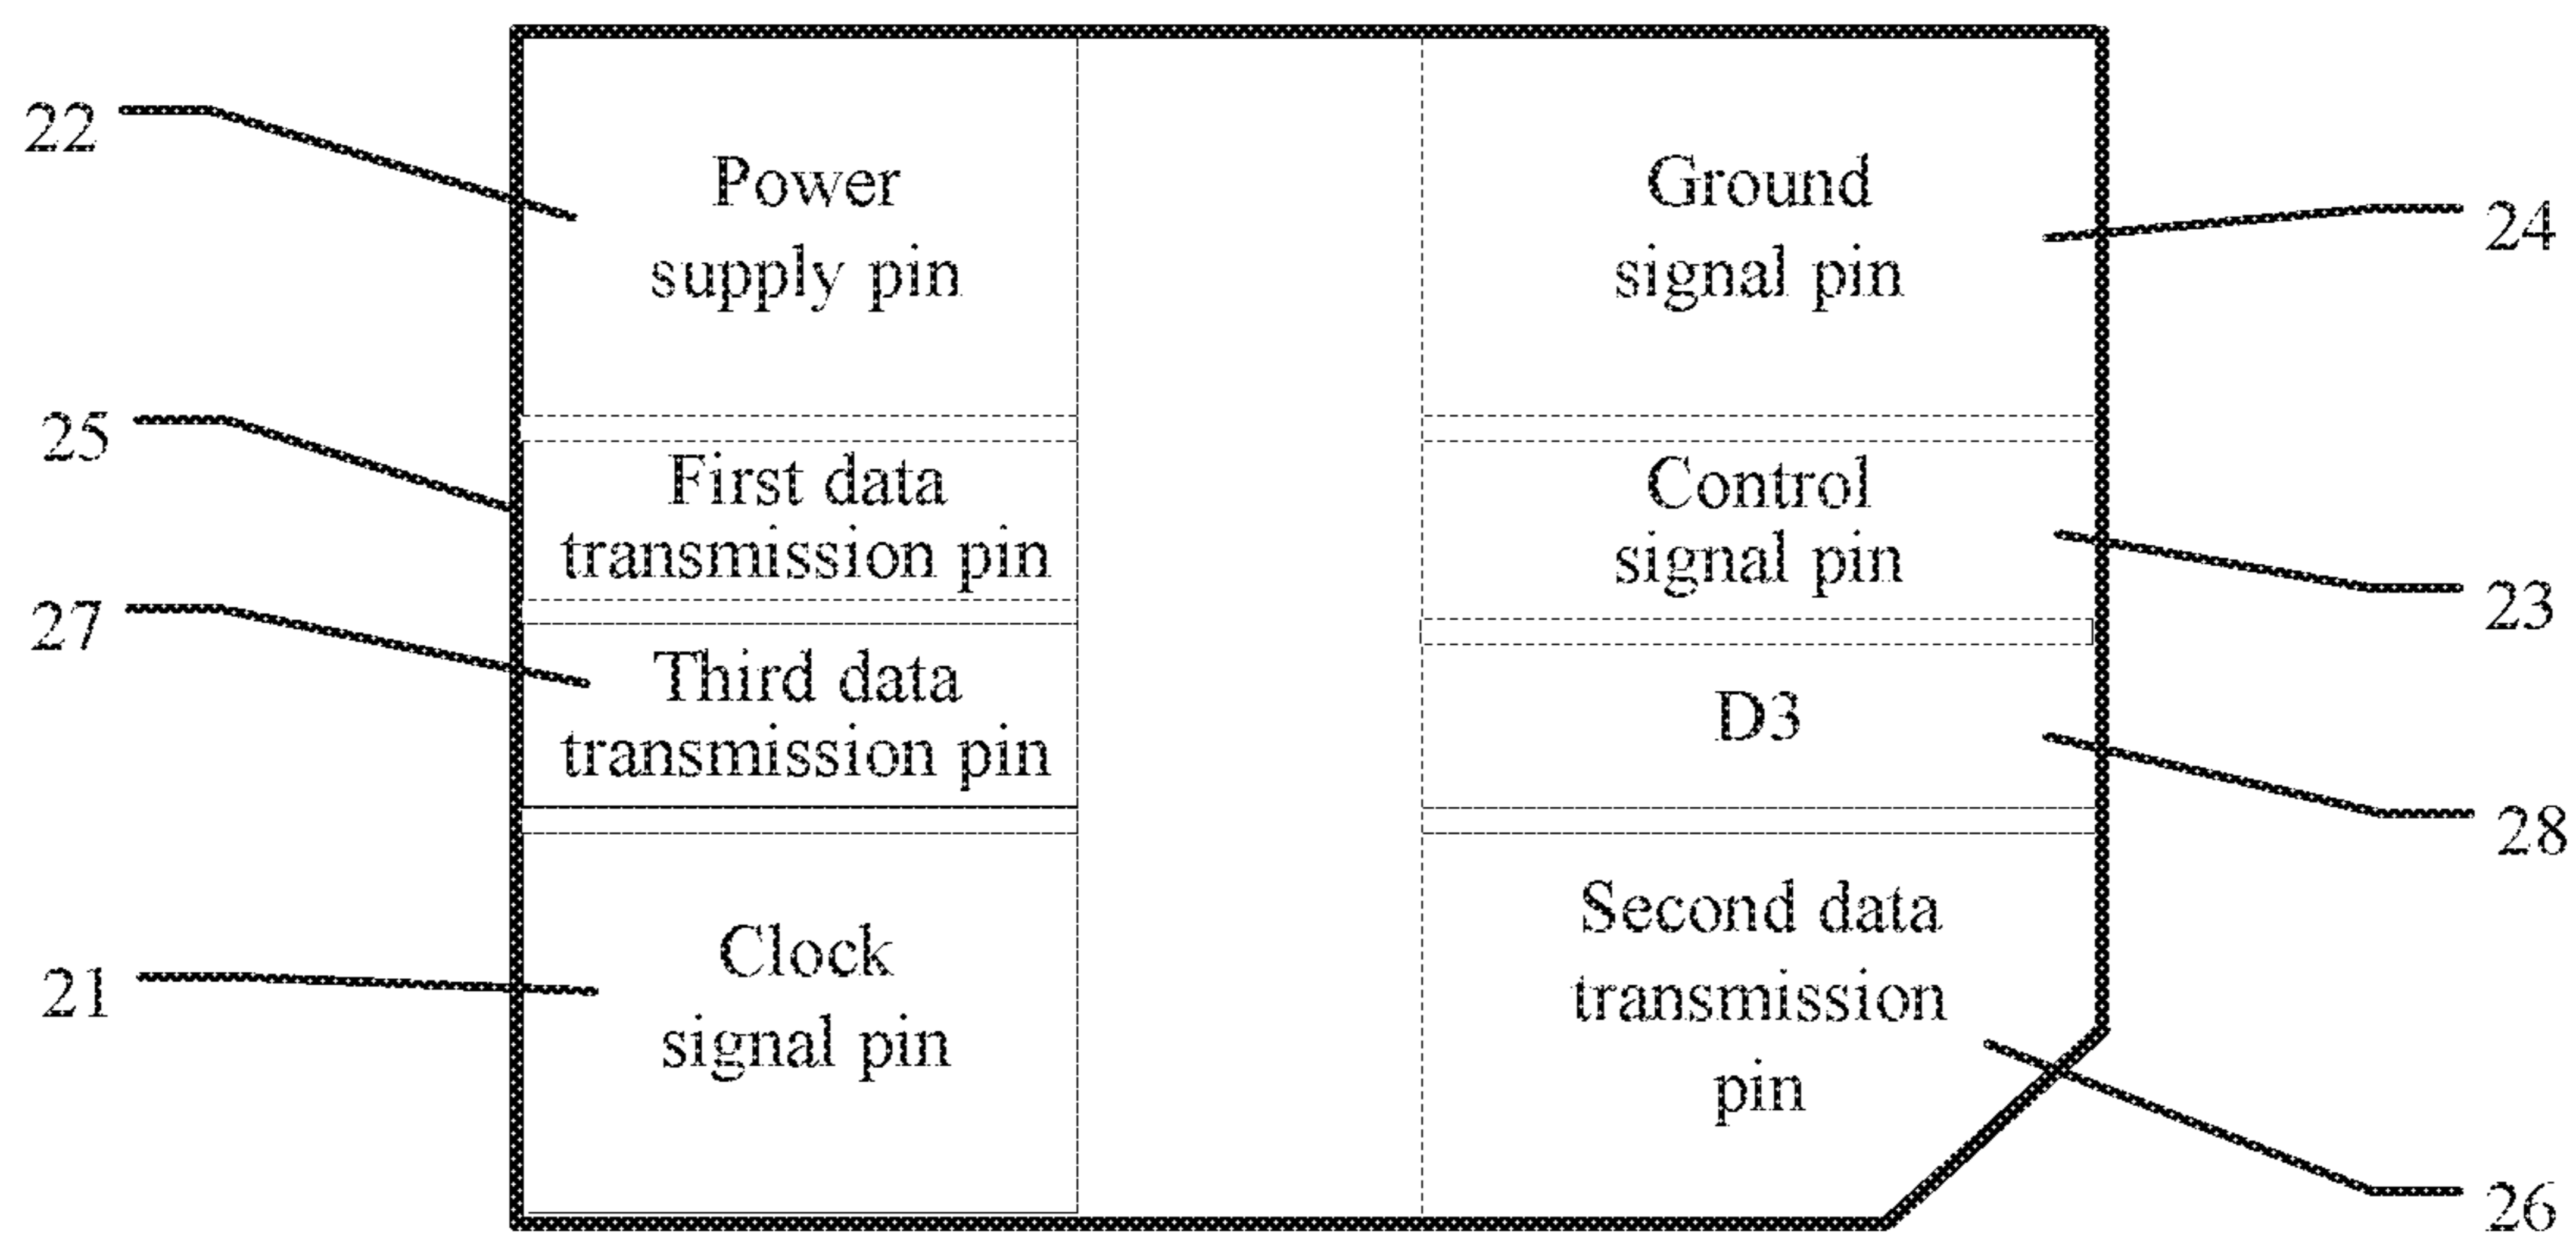 22
Power
supply pin
Ground
signal pin
24
25
First data
transmission pin
Control
signal pin
23
27
Third data
transmission pin
D3
28
21
Clock
signal pin
Second data
transmission
pin
26